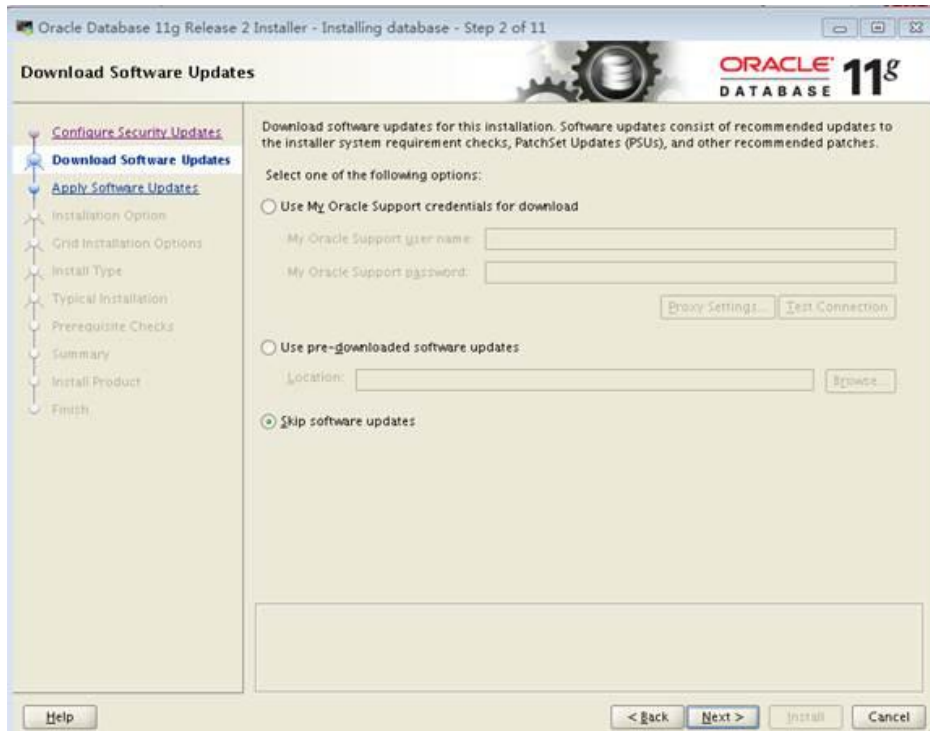 Oracle Database 11g Release 2 Installer - Installing database - Step 2 of 11
Download Software Updates
ORACLE
DATABASE
11g
Configure Security Updates
Download Software Updates
Apply Software Updates
Installation Option
Grid Installation Options
Install Type
Typical Installation
Prerequisite Checks
Summary
Install Product
Finish
Download software updates for this installation. Software updates consist of recommended updates to
the installer system requirement checks, PatchSet Updates (PSUs), and other recommended patches.
Select one of the following options:
Use My Oracle Support credentials for download
My Oracle Support user name:
My Oracle Support password:
Proxy Settings...
Test Connection
Use pre-downloaded software updates
Location:
Browse...
Skip software updates
Help
< Back
Next >
Install
Cancel